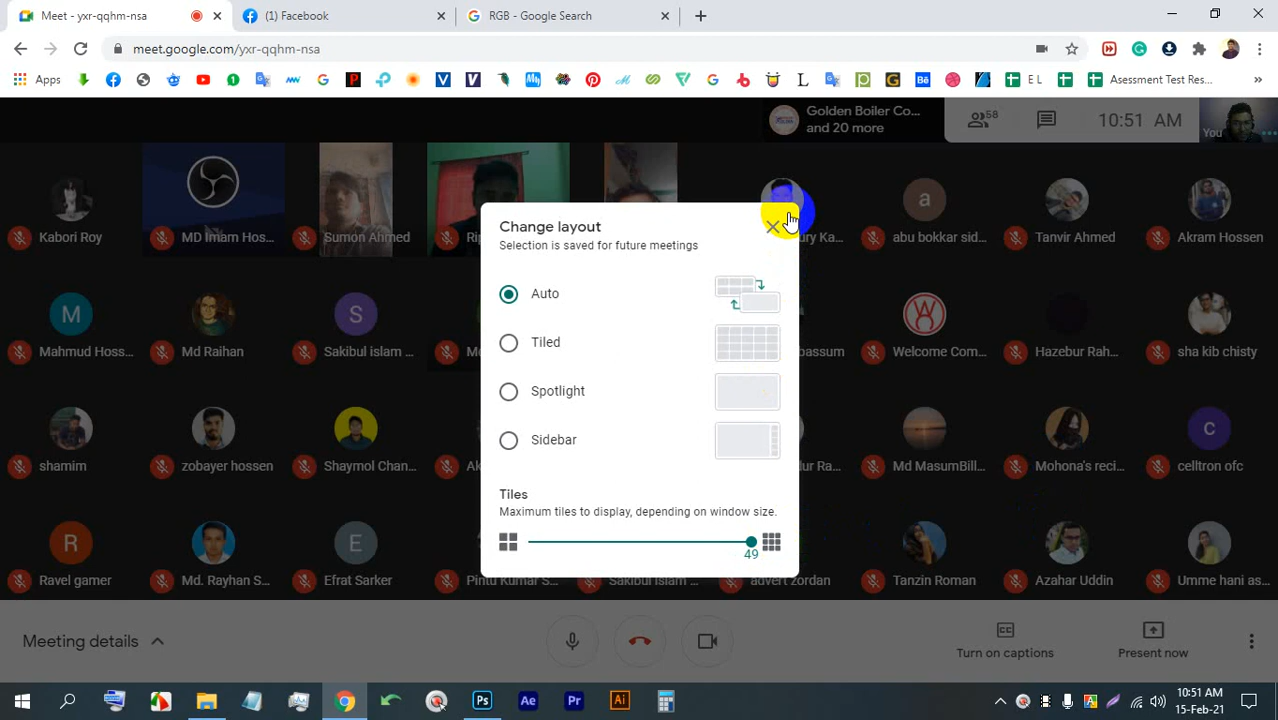 Meet - yxr-qqhm-nsa
(1) Facebook
RGB - Google Search
meet.google.com/yxr-qqhm-nsa
Apps
E L
Asessment Test Res...
Golden Boiler Co...
and 20 more
58
10:51 AM
You
Kabori Roy
MD Imam Hos...
Sumon Ahmed
abu bokkar sid...
Tanvir Ahmed
Akram Hossen
Change layout
Selection is saved for future meetings
Auto
Tiled
Spotlight
Sidebar
Tiles
Maximum tiles to display, depending on window size.
49
M
S
a
Mahmud Hoss...
Md Raihan
Sakibul islam ...
Welcome Com...
Hazebur Rah...
sha kib chisty
c
shamim
zobayer hossen
Shaymol Chan...
Md MasumBill...
Mohona's reci...
celltron ofc
R
E
Ravel gamer
Md. Rayhan S...
Efrat Sarker
Pintu Kumar S...
Sakibul Islam ...
advert zordan
Tanzin Roman
Azahar Uddin
Umme hani as...
Meeting details
CC
Turn on captions
Present now
Ps
Ae
Pr
Ai
10:51 AM
15-Feb-21